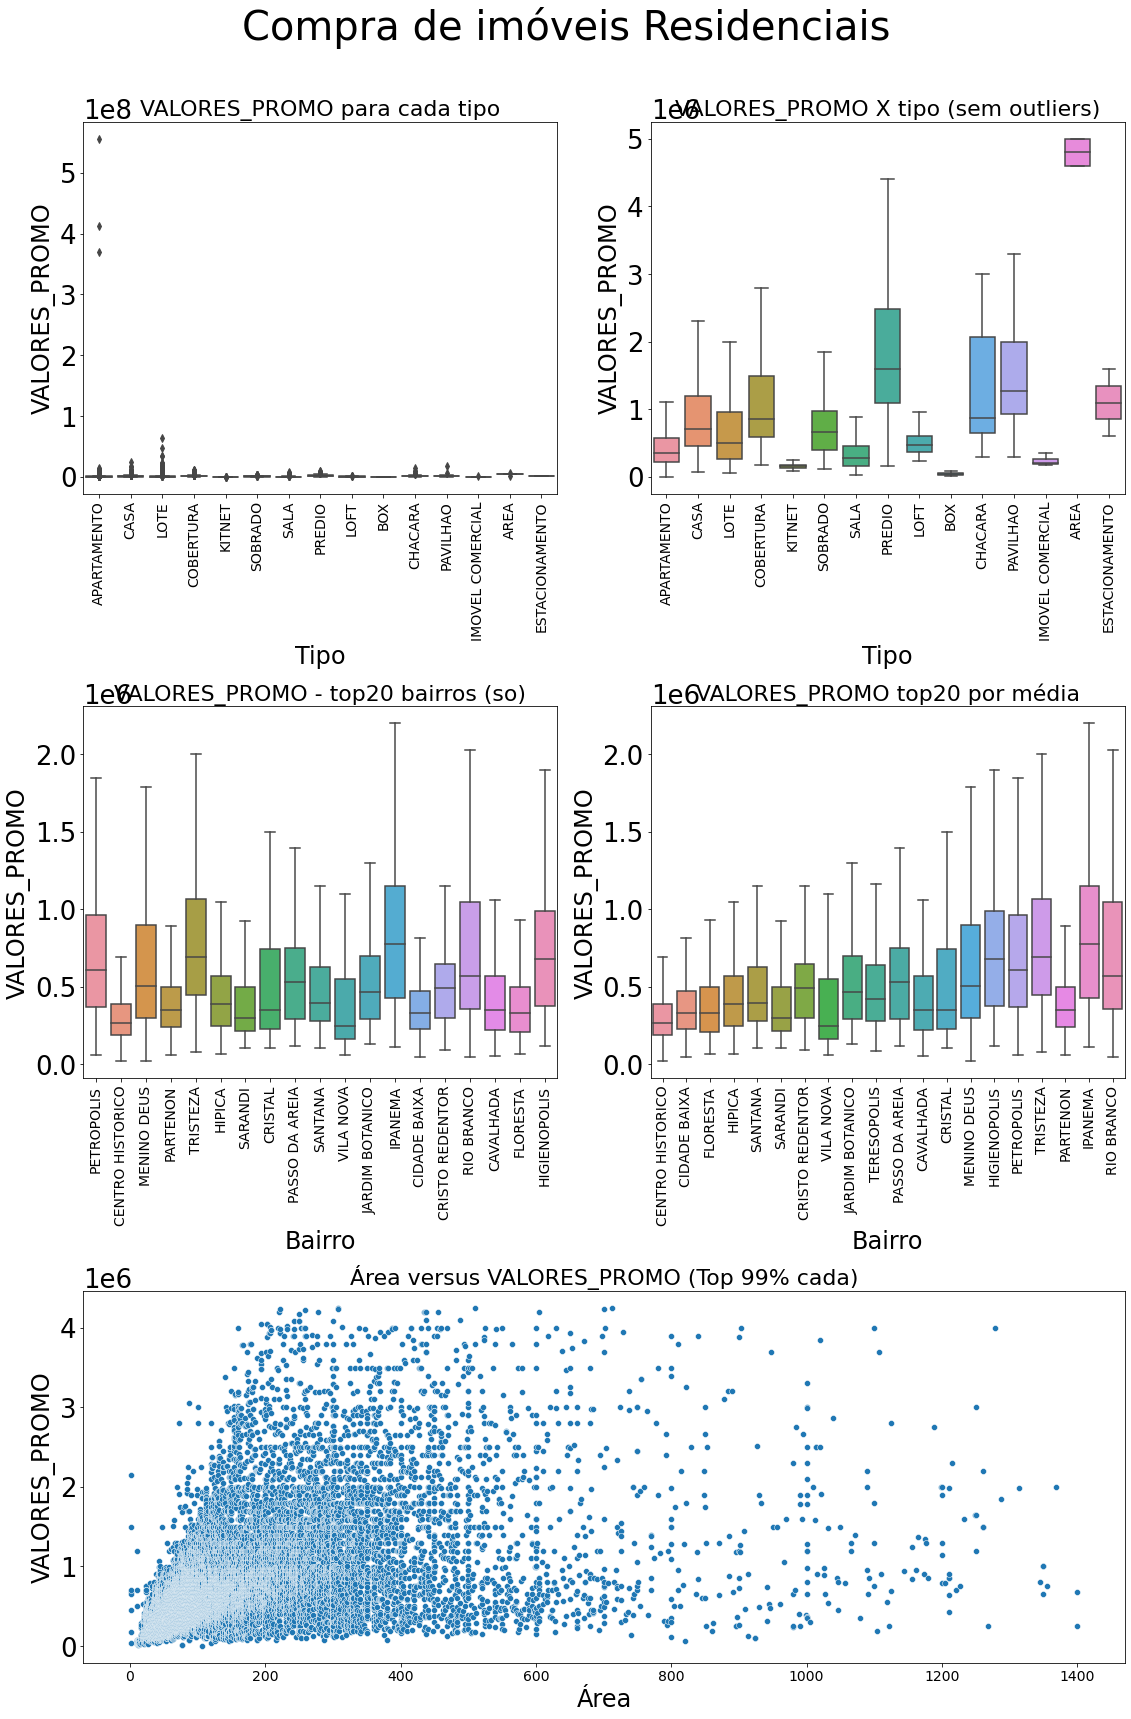 Compra de imóveis Residenciais
1e8 VALORES_PROMO para cada tipo
VALORES_PROMO
5
4
3
2
1
0
APARTAMENTO
CASA
LOTE
COBERTURA
KITNET
SOBRADO
SALA
PREDIO
LOFT
BOX
CHACARA
PAVILHAO
IMOVEL COMERCIAL
AREA
ESTACIONAMENTO
Tipo
1e6 VALORES_PROMO X tipo (sem outliers)
VALORES_PROMO
5
4
3
2
1
0
APARTAMENTO
CASA
LOTE
COBERTURA
KITNET
SOBRADO
SALA
PREDIO
LOFT
BOX
CHACARA
PAVILHAO
IMOVEL COMERCIAL
AREA
ESTACIONAMENTO
Tipo
1e6 VALORES_PROMO - top20 bairros (so)
VALORES_PROMO
2.0
1.5
1.0
0.5
0.0
PETROPOLIS
CENTRO HISTORICO
MENINO DEUS
PARTENON
TRISTEZA
HIPICA
SARANDI
CRISTAL
PASSO DA AREIA
SANTANA
VILA NOVA
JARDIM BOTANICO
IPANEMA
CIDADE BAIXA
CRISTO REDENTOR
RIO BRANCO
CAVALHADA
FLORESTA
HIGIENOPOLIS
Bairro
1e6 VALORES_PROMO top20 por média
VALORES_PROMO
2.0
1.5
1.0
0.5
0.0
CENTRO HISTORICO
CIDADE BAIXA
FLORESTA
HIPICA
SANTANA
SARANDI
CRISTO REDENTOR
VILA NOVA
JARDIM BOTANICO
TERESOPOLIS
PASSO DA AREIA
CAVALHADA
CRISTAL
MENINO DEUS
HIGIENOPOLIS
PETROPOLIS
TRISTEZA
PARTENON
IPANEMA
RIO BRANCO
Bairro
1e6 Área versus VALORES_PROMO (Top 99% cada)
VALORES_PROMO
4
3
2
1
0
0 200 400 600 800 1000 1200 1400
Área